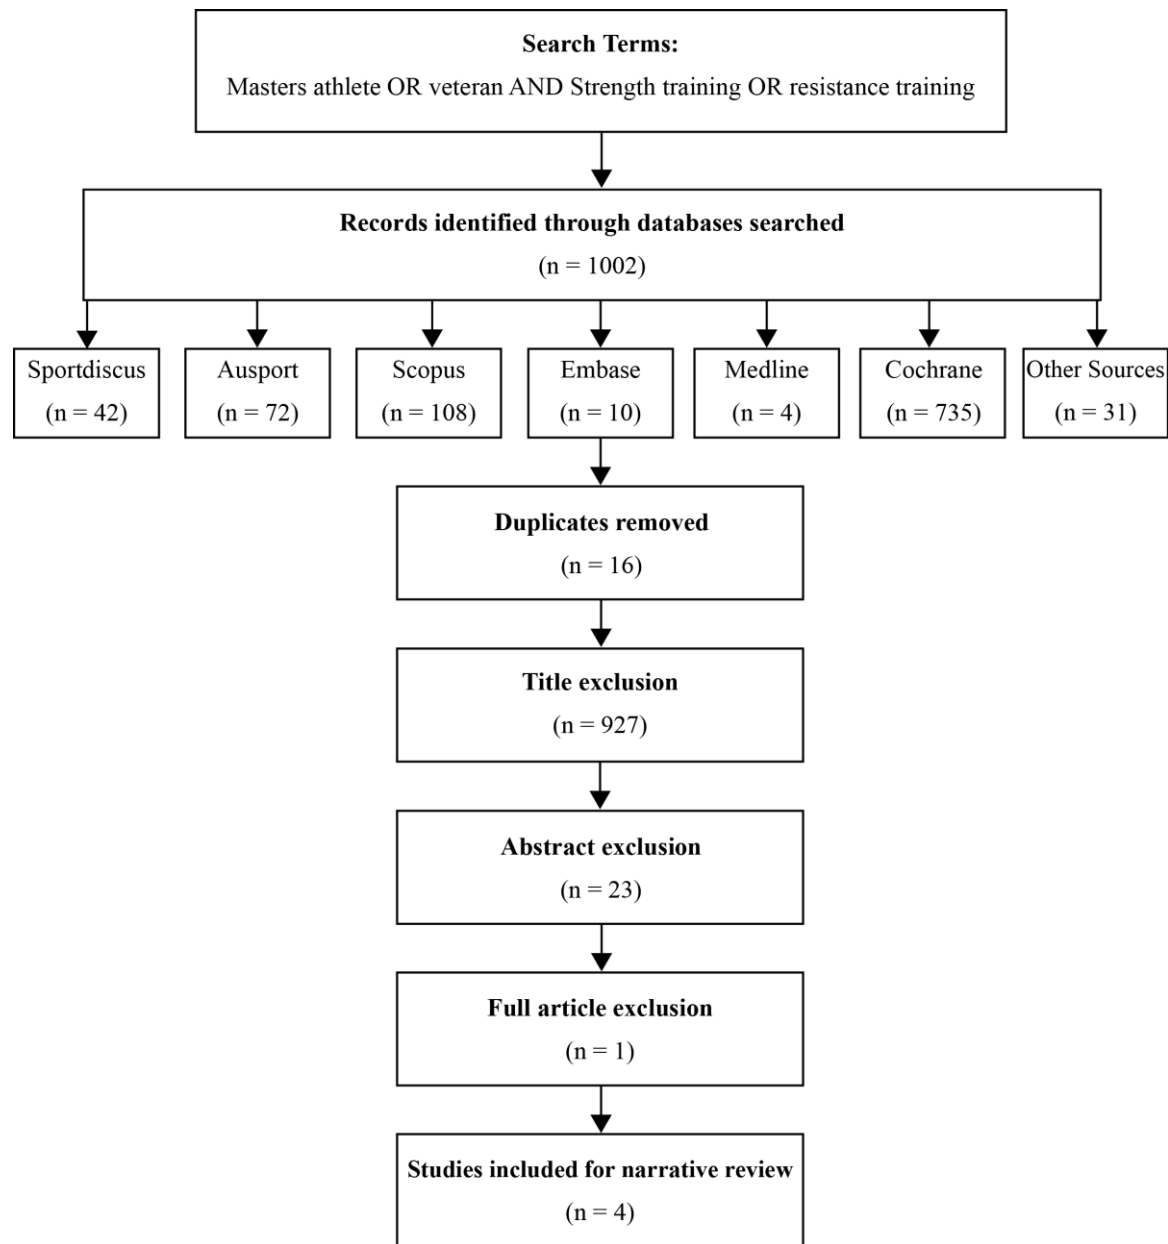 Search Terms:
Masters athlete OR veteran AND Strength training OR resistance training
Records identified through databases searched
(n = 1002)
Sportdiscus
(n = 42)
Ausport
(n = 72)
Scopus
(n = 108)
Embase
(n = 10)
Medline
(n = 4)
Cochrane
(n = 735)
Other Sources
(n = 31)
Duplicates removed
(n = 16)
Title exclusion
(n = 927)
Abstract exclusion
(n = 23)
Full article exclusion
(n = 1)
Studies included for narrative review
(n = 4)